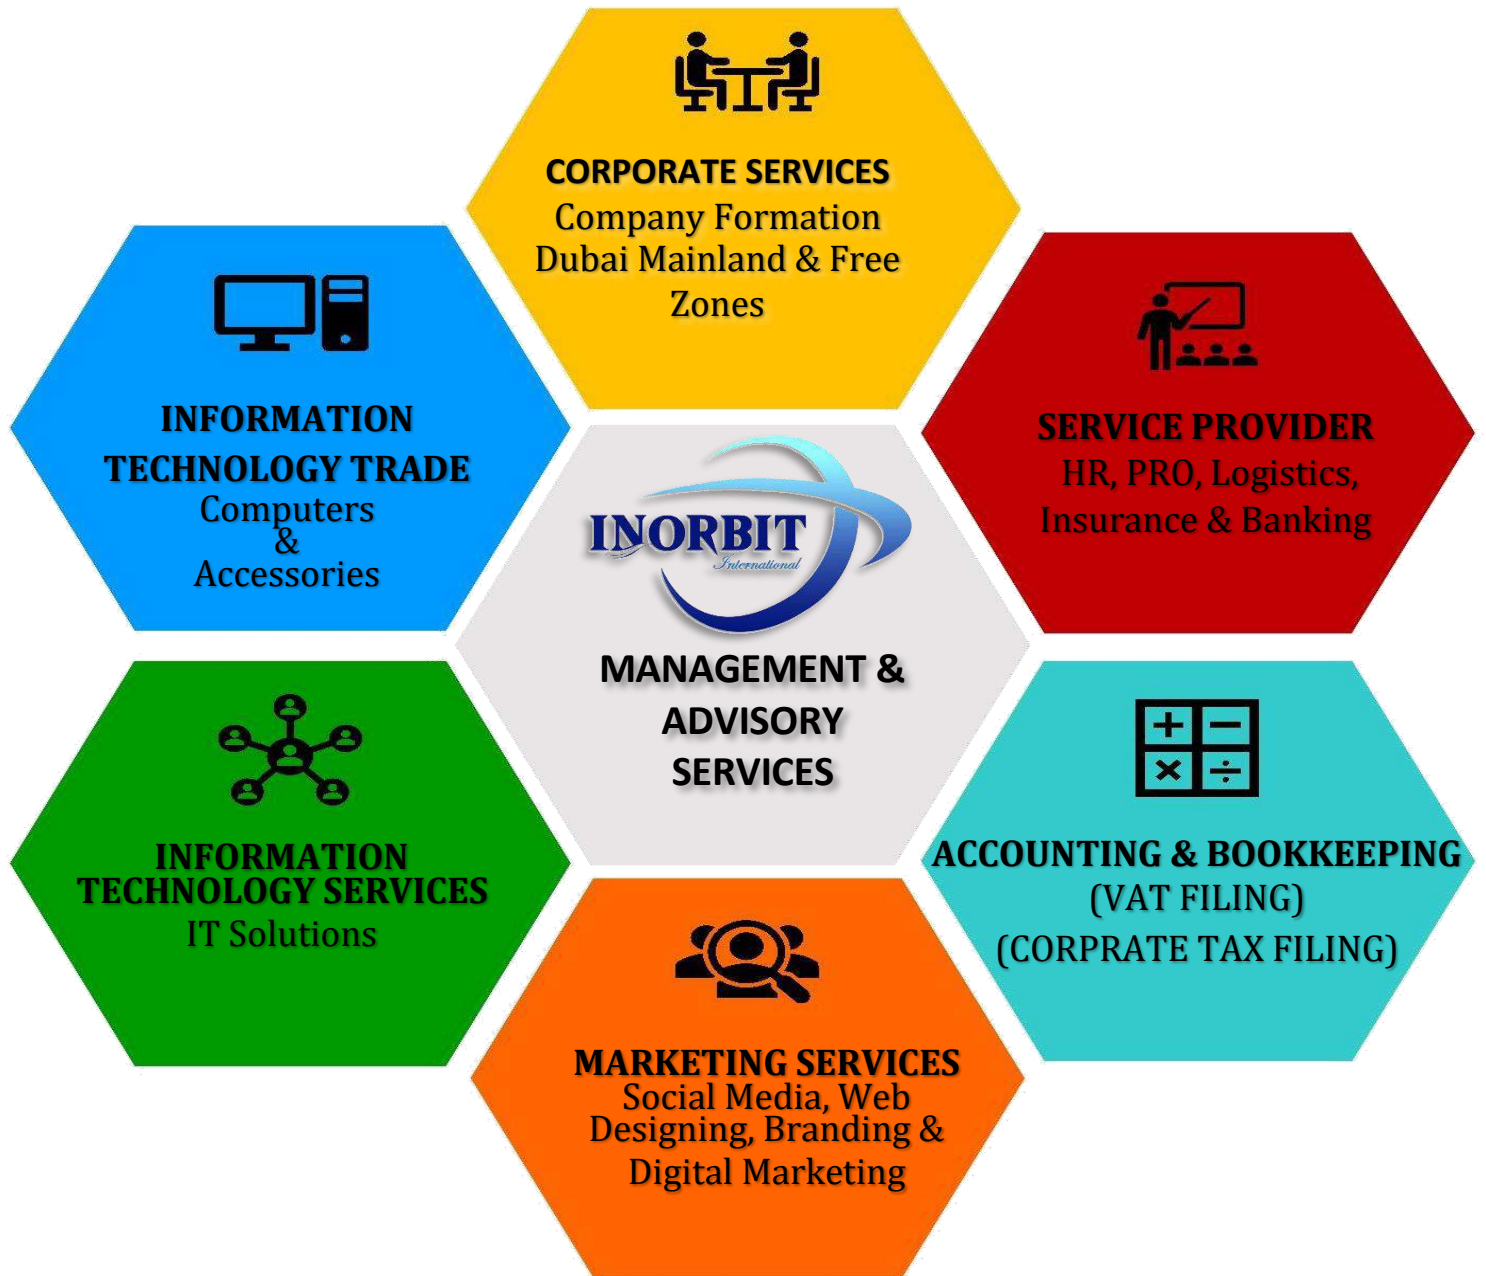 CORPORATE SERVICES
Company Formation
Dubai Mainland & Free
Zones
INFORMATION
TECHNOLOGY TRADE
Computers
&
Accessories
SERVICE PROVIDER
HR, PRO, Logistics,
Insurance & Banking
INORBIT
International
MANAGEMENT &
ADVISORY
SERVICES
INFORMATION
TECHNOLOGY SERVICES
IT Solutions
ACCOUNTING & BOOKKEEPING
(VAT FILING)
(CORPRATE TAX FILING)
MARKETING SERVICES
Social Media, Web
Designing, Branding &
Digital Marketing